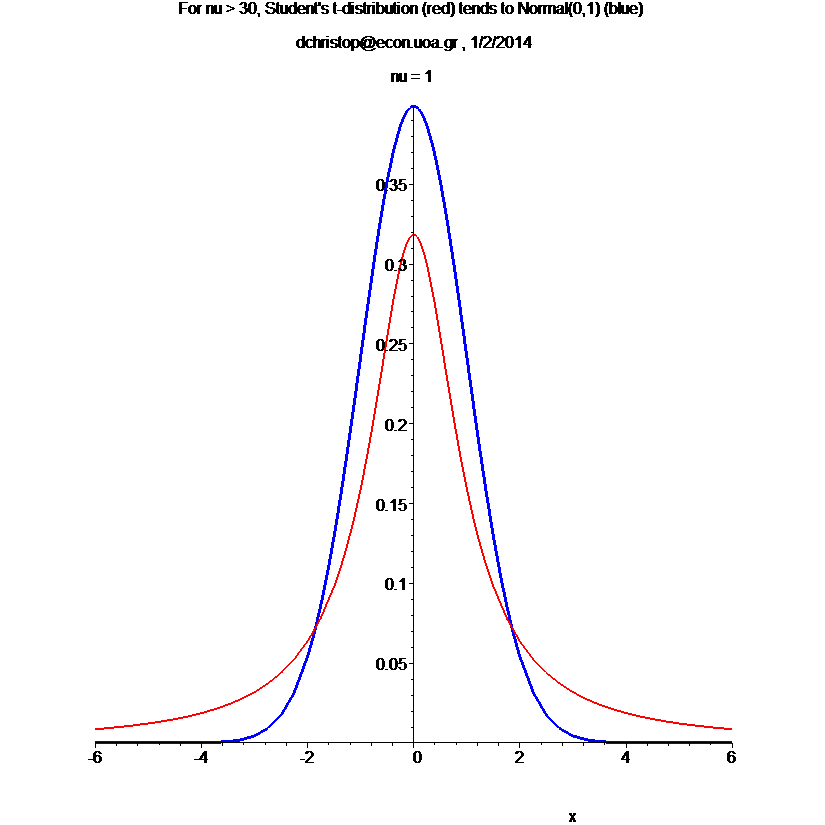 For nu > 30, Student's t-distribution (red) tends to Normal(0,1) (blue)
dchristop@econ.uoa.gr , 1/2/2014
nu = 1
0.35
0.3
0.25
0.2
0.15
0.1
0.05
-6 -4 -2 0 2 4 6
x